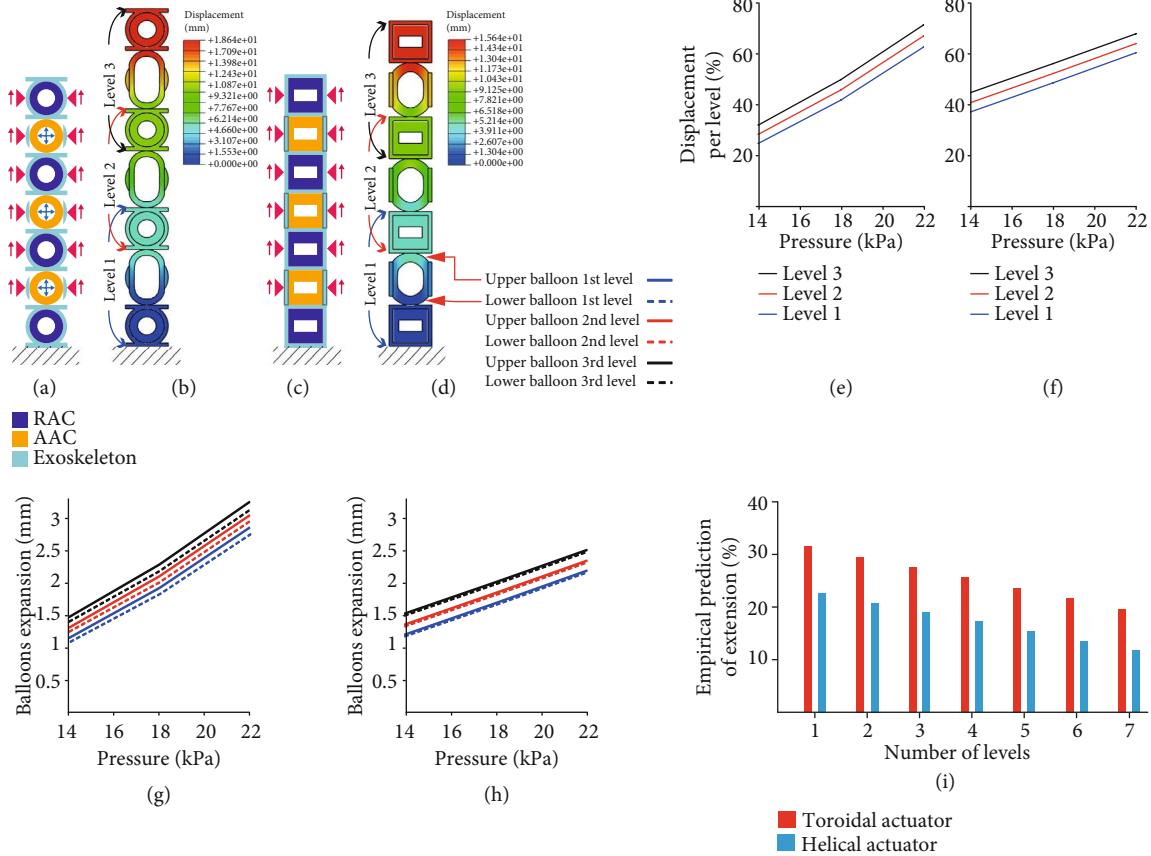 Displacement
(mm)
+1.864e+01
+1.709e+01
+1.398e+01
+1.243e+01
+1.087e+01
+9.321e+00
+7.767e+00
+6.214e+00
+4.660e+00
+3.107e+00
+1.553e+00
+0.000e+00
Level 3
Level 2
Level 1
Displacement
(mm)
+1.564e+01
+1.434e+01
+1.304e+01
+1.173e+01
+1.043e+01
+9.125e+00
+7.821e+00
+6.518e+00
+5.214e+00
+3.911e+00
+2.607e+00
+1.304e+00
+0.000e+00
Level 3
Level 2
Level 1
Upper balloon 1st level
Lower balloon 1st level
Upper balloon 2nd level
Lower balloon 2nd level
Upper balloon 3rd level
Lower balloon 3rd level
(a)
(b)
(c)
(d)
RAC
AAC
Exoskeleton
Displacement
per level (%)
80
60
40
20
14 16 18 20 22
Pressure (kPa)
Level 3
Level 2
Level 1
(e)
80
60
40
20
14 16 18 20 22
Pressure (kPa)
Level 3
Level 2
Level 1
(f)
Balloons expansion (mm)
3
2.5
2
1.5
1
0.5
14 16 18 20 22
Pressure (kPa)
(g)
Balloons expansion (mm)
3
2.5
2
1.5
1
0.5
14 16 18 20 22
Pressure (kPa)
(h)
Empirical prediction
of extension (%)
40
30
20
10
1 2 3 4 5 6 7
Number of levels
(i)
Toroidal actuator
Helical actuator